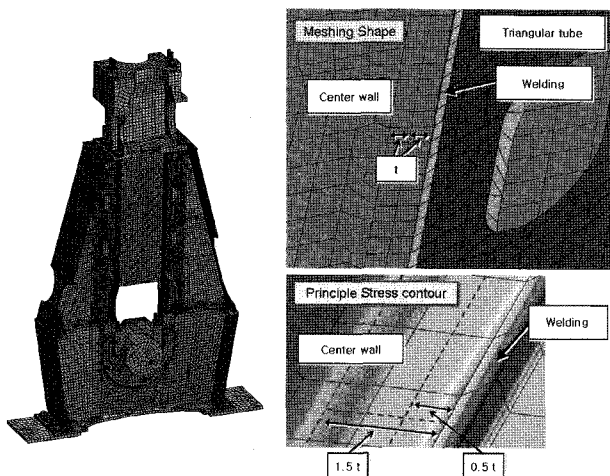 Meshing Shape
Triangular tube
Welding
Center wall
t
Principle Stress contour
Welding
Center wall
1.5 t
0.5 t